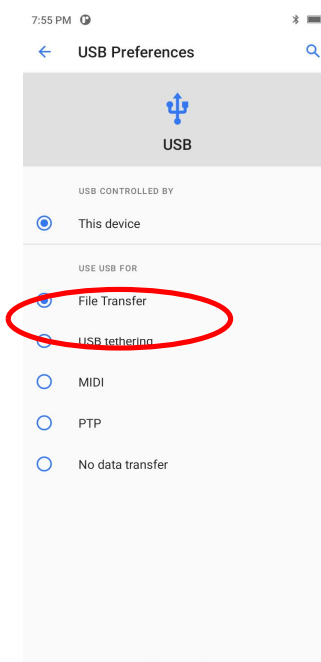 7:55 PM
USB Preferences
USB
USB CONTROLLED BY
This device
USE USB FOR
File Transfer
USB tethering
MIDI
PTP
No data transfer